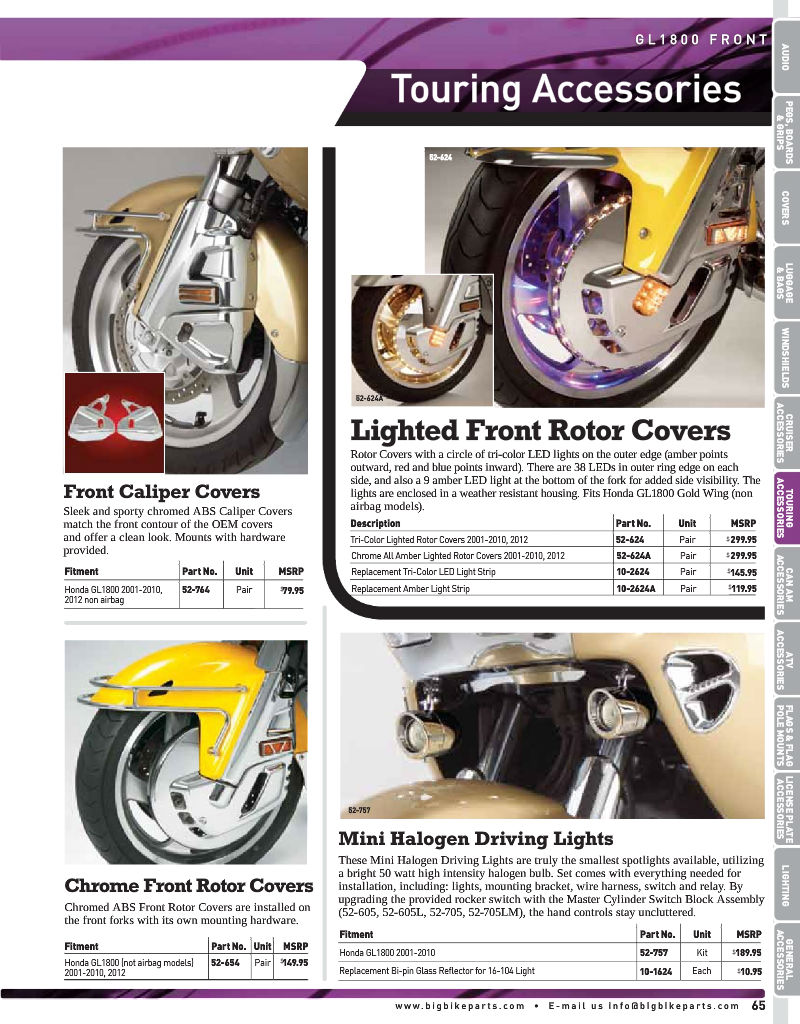 GL1800 FRONT
Touring Accessories
Front Caliper Covers
Sleek and sporty chromed ABS Caliper Covers
match the front contour of the OEM covers
and offer a clean look. Mounts with hardware
provided.
Fitment Part No. Unit MSRP
Honda GL1800 2001-2010, 52-764 Pair $79.95
2012 non airbag
Chrome Front Rotor Covers
Chromed ABS Front Rotor Covers are installed on
the front forks with its own mounting hardware.
Fitment Part No. Unit MSRP
Honda GL1800 (not airbag models) 52-654 Pair $149.95
2001-2010, 2012
52-624
52-624A
Lighted Front Rotor Covers
Rotor Covers with a circle of tri-color LED lights on the outer edge (amber points
outward, red and blue points inward). There are 38 LEDs in outer ring edge on each
side, and also a 9 amber LED light at the bottom of the fork for added side visibility. The
lights are enclosed in a weather resistant housing. Fits Honda GL1800 Gold Wing (non
airbag models).
Description Part No. Unit MSRP
Tri-Color Lighted Rotor Covers 2001-2010, 2012 52-624 Pair $299.95
Chrome All Amber Lighted Rotor Covers 2001-2010, 2012 52-624A Pair $299.95
Replacement Tri-Color LED Light Strip 10-2624 Pair $145.95
Replacement Amber Light Strip 10-2624A Pair $119.95
52-757
Mini Halogen Driving Lights
These Mini Halogen Driving Lights are truly the smallest spotlights available, utilizing
a bright 50 watt high intensity halogen bulb. Set comes with everything needed for
installation, including: lights, mounting bracket, wire harness, switch and relay. By
upgrading the provided rocker switch with the Master Cylinder Switch Block Assembly
(52-605, 52-605L, 52-705, 52-705LM), the hand controls stay uncluttered.
Fitment Part No. Unit MSRP
Honda GL1800 2001-2010 52-757 Kit $189.95
Replacement Bi-pin Glass Reflector for 16-104 Light 10-1624 Each $10.95
AUDIO
PEGS, BOARDS
& GRIPS
COVERS
LUGGAGE
& BAGS
WINDSHIELDS
CRUISER
ACCESSORIES
TOURING
ACCESSORIES
CAN AM
ACCESSORIES
ATV
ACCESSORIES
FLAGS & FLAG
POLE MOUNTS
LICENSE PLATE
ACCESSORIES
LIGHTING
GENERAL
ACCESSORIES
www.bigbikeparts.com • E-mail us info@bigbikeparts.com 65